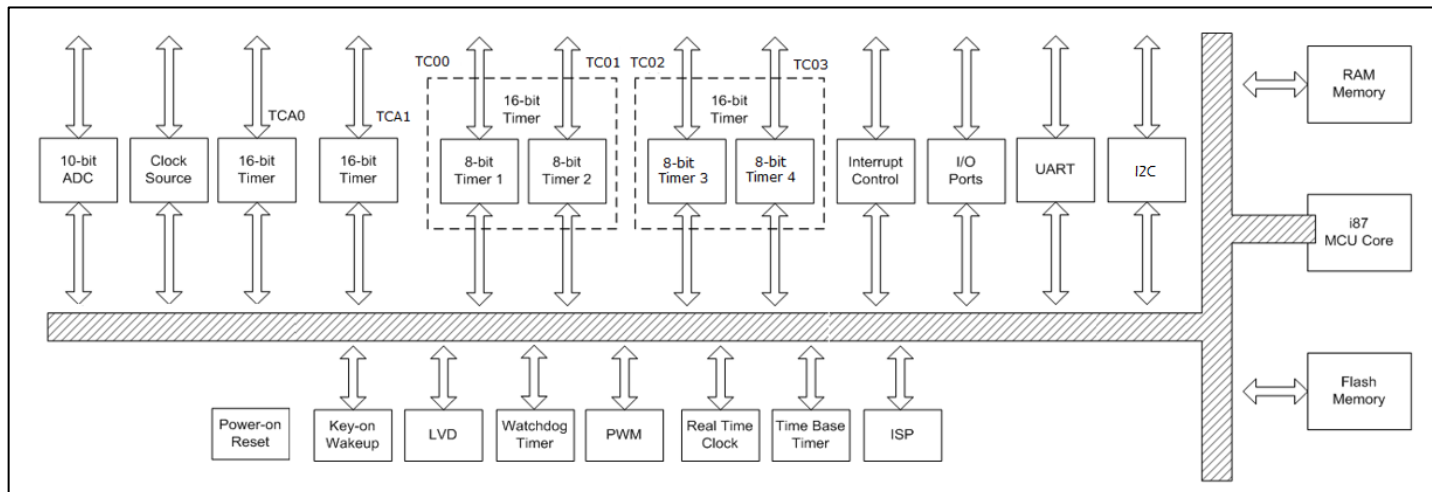 TC00
TC01
TC02
TC03
16-bit
Timer
16-bit
Timer
TCA0
TCA1
10-bit
ADC
Clock
Source
16-bit
Timer
16-bit
Timer
8-bit
Timer 1
8-bit
Timer 2
8-bit
Timer 3
8-bit
Timer 4
Interrupt
Control
I/O
Ports
UART
I2C
RAM
Memory
i87
MCU Core
Flash
Memory
Power-on
Reset
Key-on
Wakeup
LVD
Watchdog
Timer
PWM
Real Time
Clock
Time Base
Timer
ISP